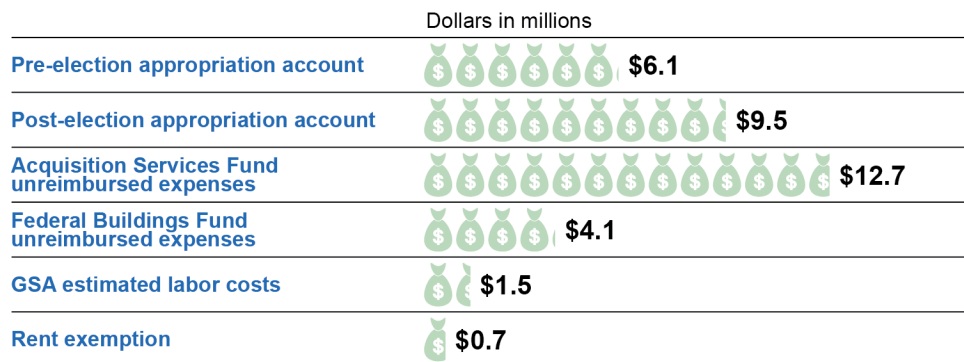 Dollars in millions
Pre-election appropriation account $6.1
Post-election appropriation account $9.5
Acquisition Services Fund
unreimbursed expenses $12.7
Federal Buildings Fund
unreimbursed expenses $4.1
GSA estimated labor costs $1.5
Rent exemption $0.7